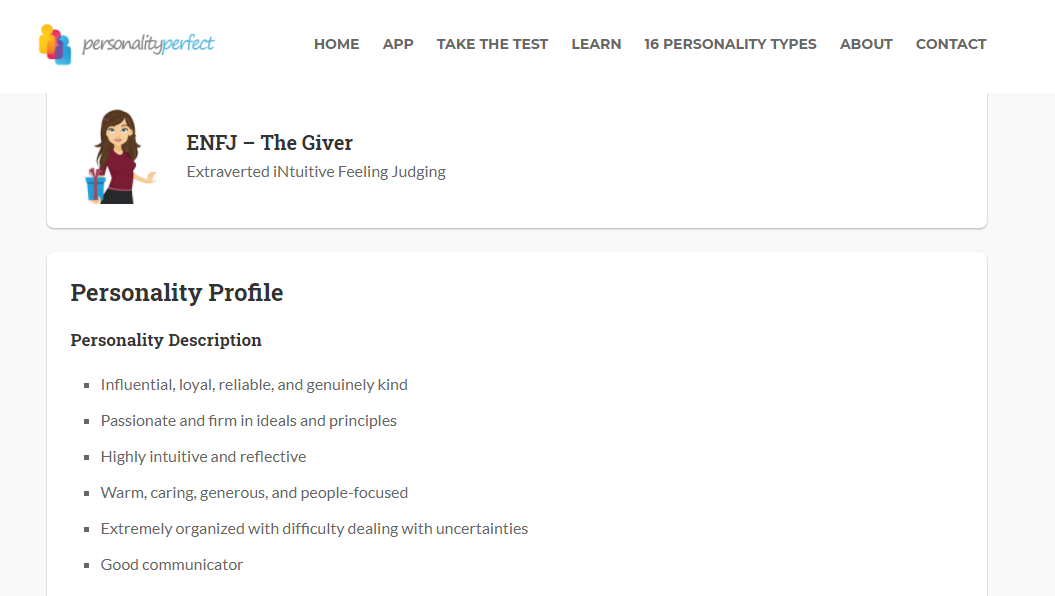 personalityperfect
HOME APP TAKE THE TEST LEARN 16 PERSONALITY TYPES ABOUT CONTACT
ENFJ – The Giver
Extraverted iNtuitive Feeling Judging
Personality Profile
Personality Description
Influential, loyal, reliable, and genuinely kind
Passionate and firm in ideals and principles
Highly intuitive and reflective
Warm, caring, generous, and people-focused
Extremely organized with difficulty dealing with uncertainties
Good communicator